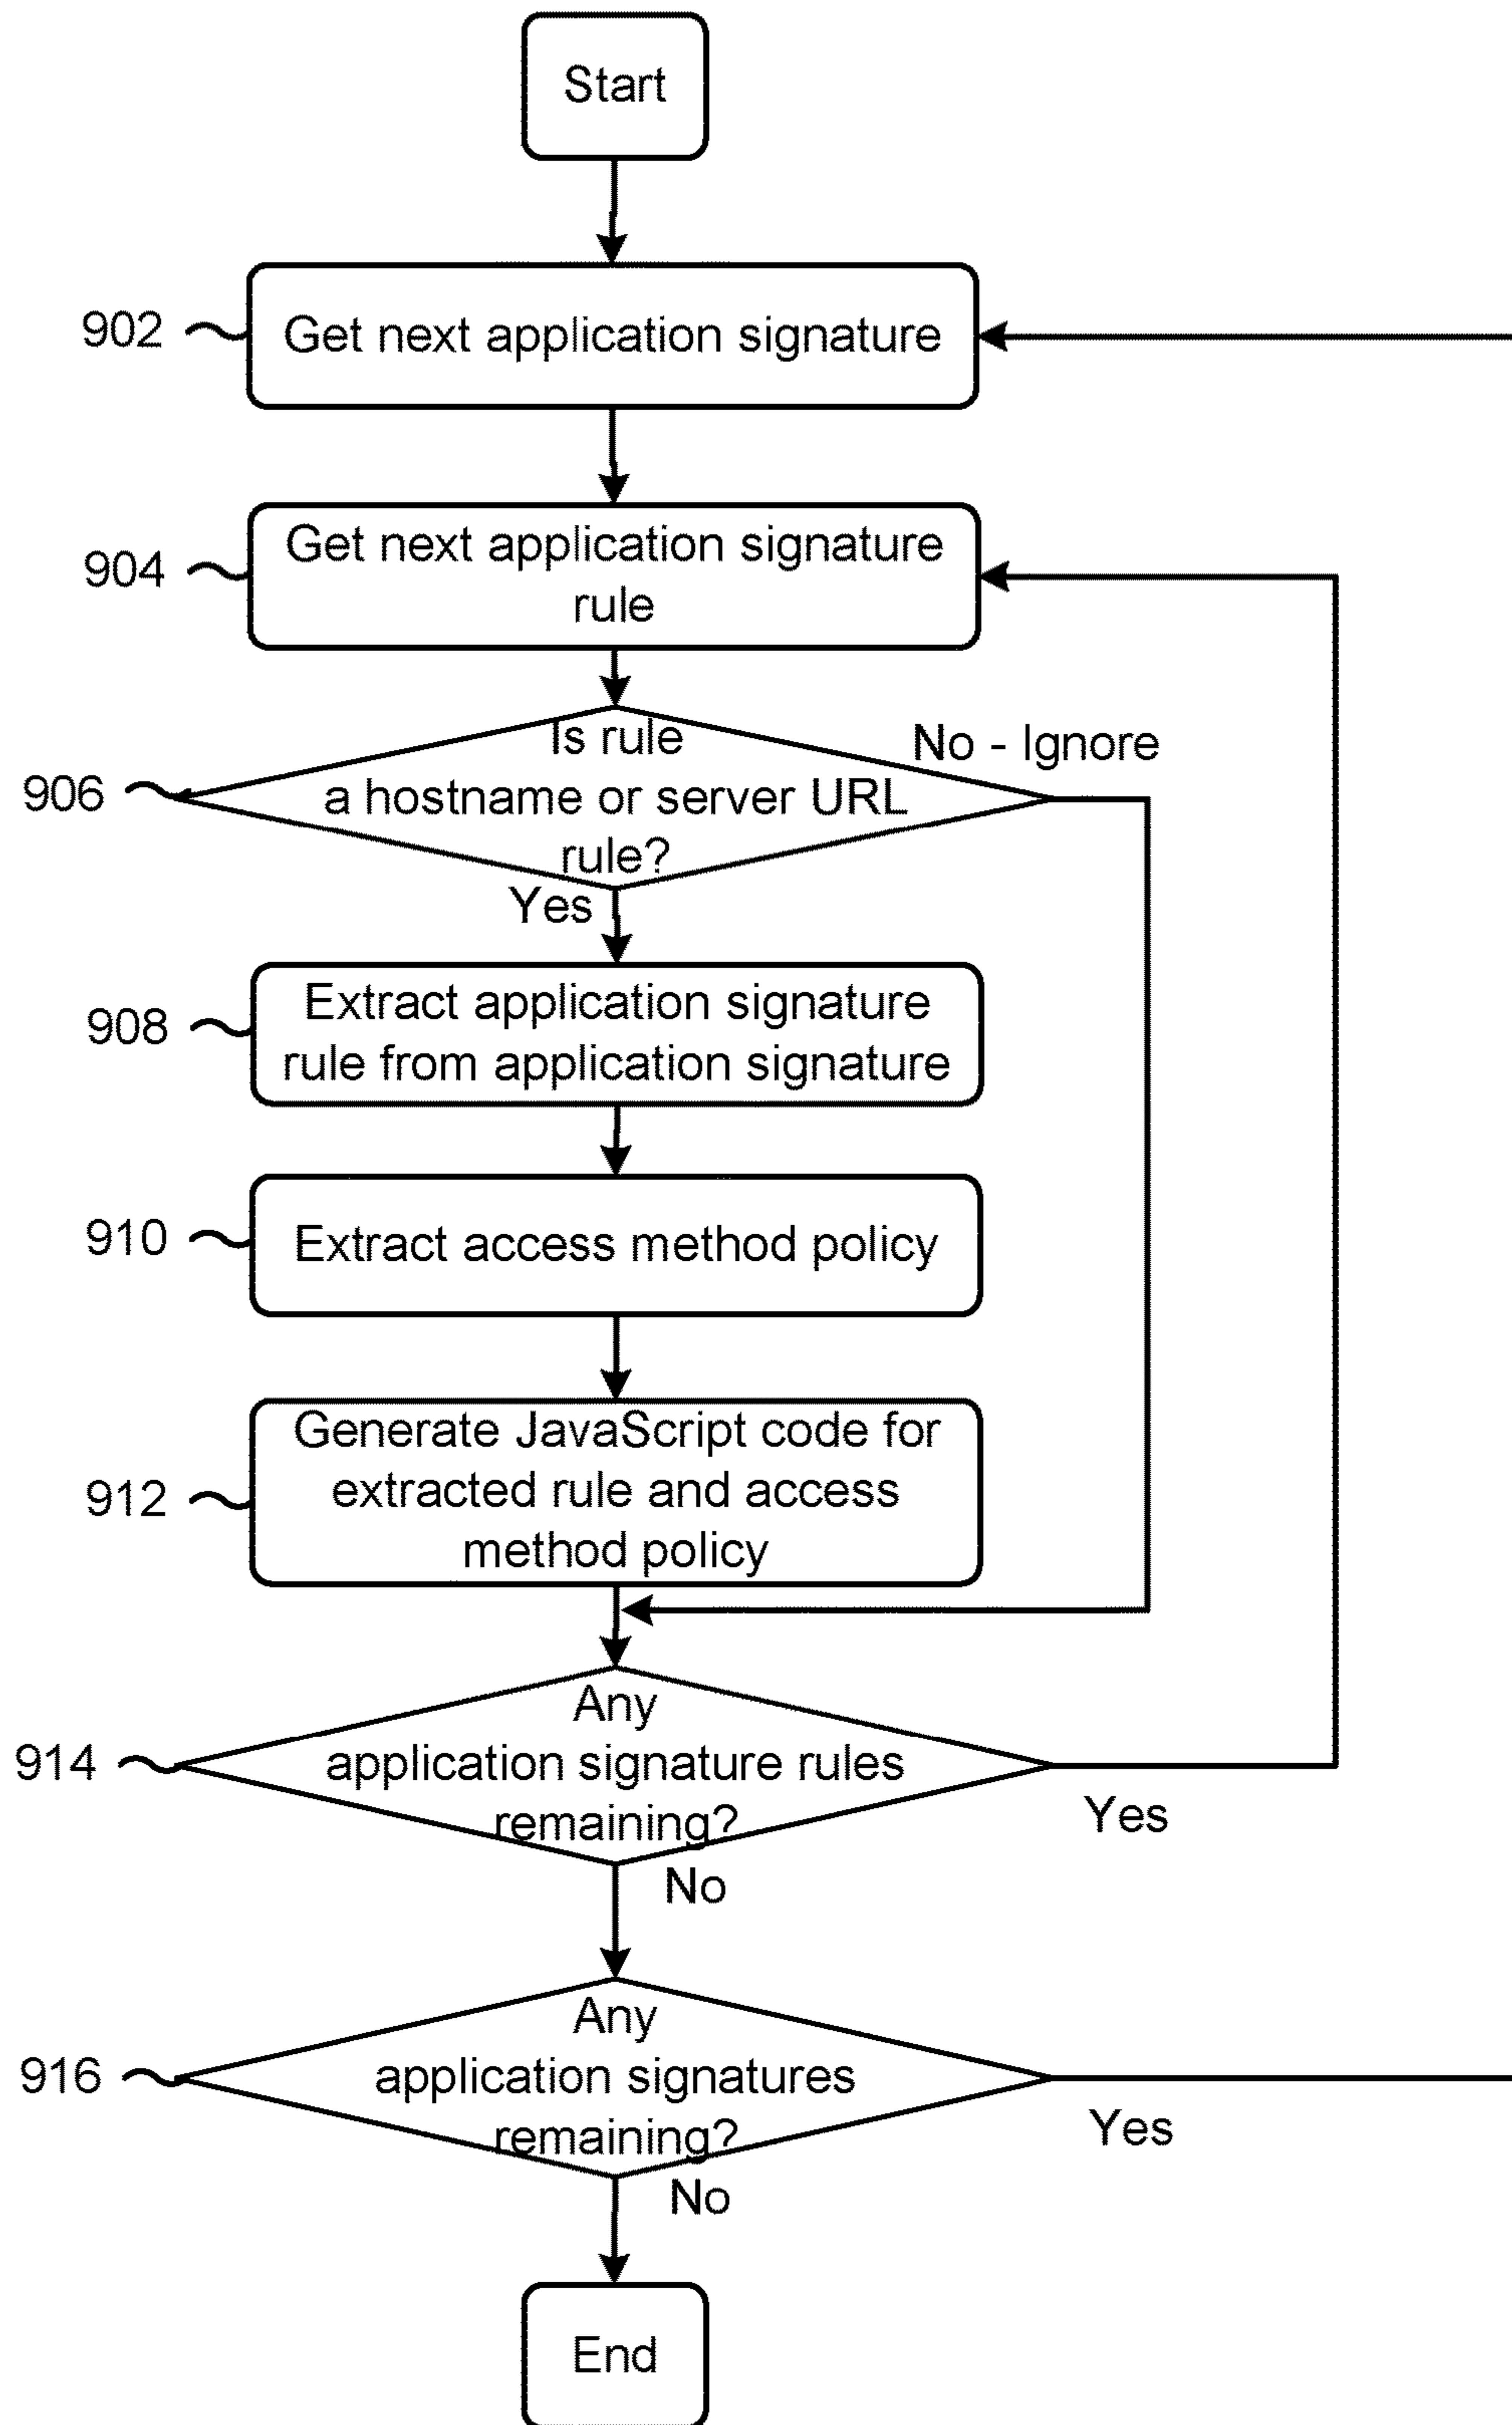 Start
902
Get next application signature
904
Get next application signature
rule
906
Is rule
a hostname or server URL
rule?
No - Ignore
Yes
908
Extract application signature
rule from application signature
910
Extract access method policy
912
Generate JavaScript code for
extracted rule and access
method policy
914
Any
application signature rules
remaining?
Yes
No
916
Any
application signatures
remaining?
Yes
No
End